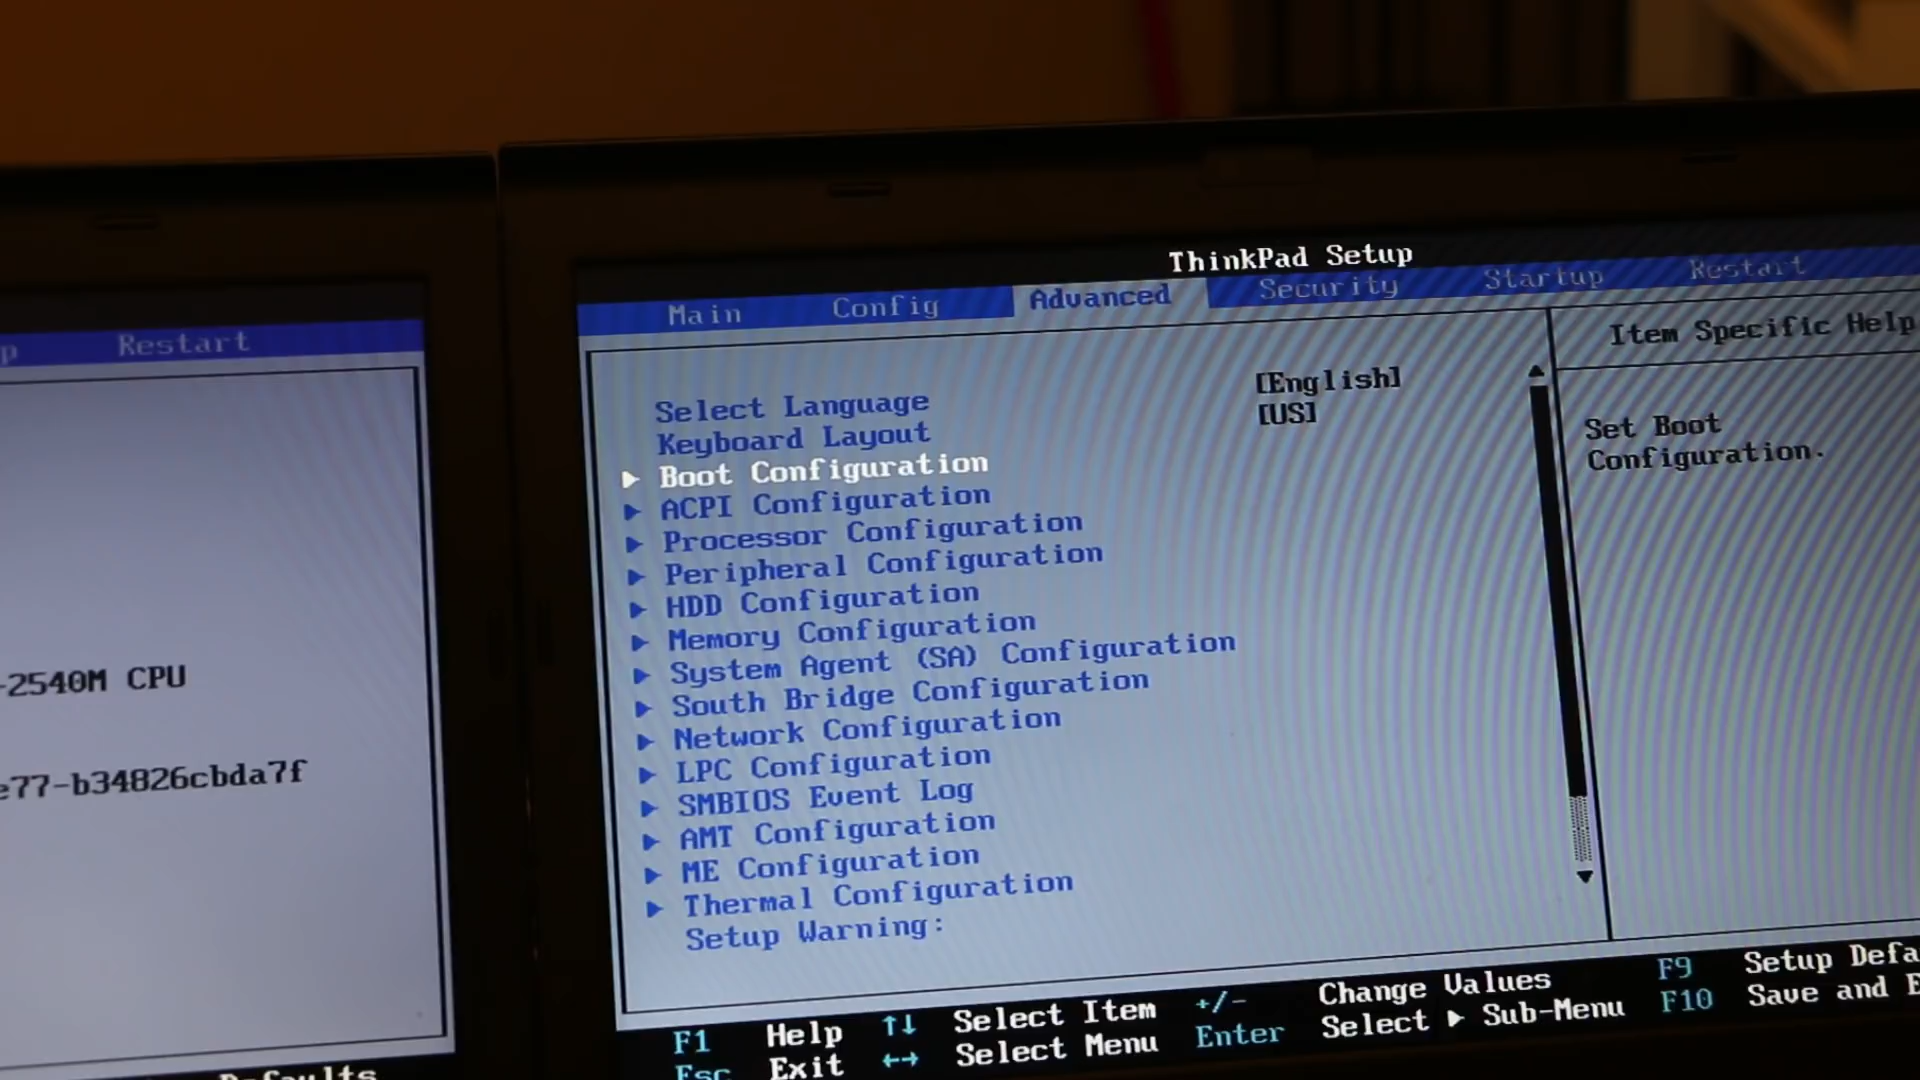 Restart
-2540M CPU
e77-b34826cbda7f
Defaults
ThinkPad Setup
Main Config Advanced Security Startup Restart
Item Specific Help
Select Language [English]
Keyboard Layout [US]
Boot Configuration
ACPI Configuration
Processor Configuration
Peripheral Configuration
HDD Configuration
Memory Configuration
System Agent (SA) Configuration
South Bridge Configuration
Network Configuration
LPC Configuration
SMBIOS Event Log
AMT Configuration
ME Configuration
Thermal Configuration
Setup Warning:
Set Boot
Configuration.
F1 Help ↑↓ Select Item +/- Change Values F9 Setup Defa
Esc Exit ←→ Select Menu Enter Select ▶ Sub-Menu F10 Save and E